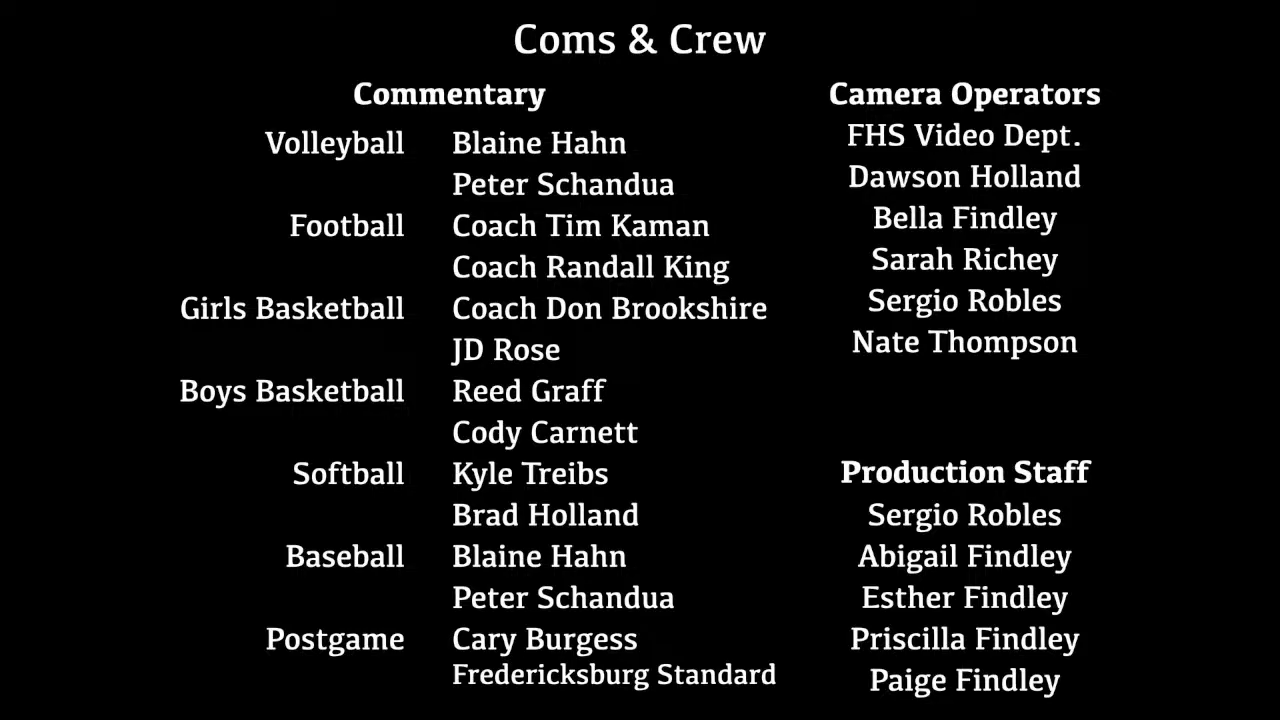 Coms & Crew
Commentary
Volleyball Blaine Hahn
Peter Schandua
Football Coach Tim Kaman
Coach Randall King
Girls Basketball Coach Don Brookshire
JD Rose
Boys Basketball Reed Graff
Cody Carnett
Softball Kyle Treibs
Brad Holland
Baseball Blaine Hahn
Peter Schandua
Postgame Cary Burgess
Fredericksburg Standard
Camera Operators
FHS Video Dept.
Dawson Holland
Bella Findley
Sarah Richey
Sergio Robles
Nate Thompson
Production Staff
Sergio Robles
Abigail Findley
Esther Findley
Priscilla Findley
Paige Findley